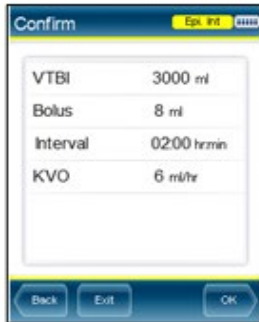 Confirm Epi. Int
VTBI 3000 ml
Bolus 8 ml
Interval 02:00 hr:min
KVO 6 ml/hr
Back Exit OK